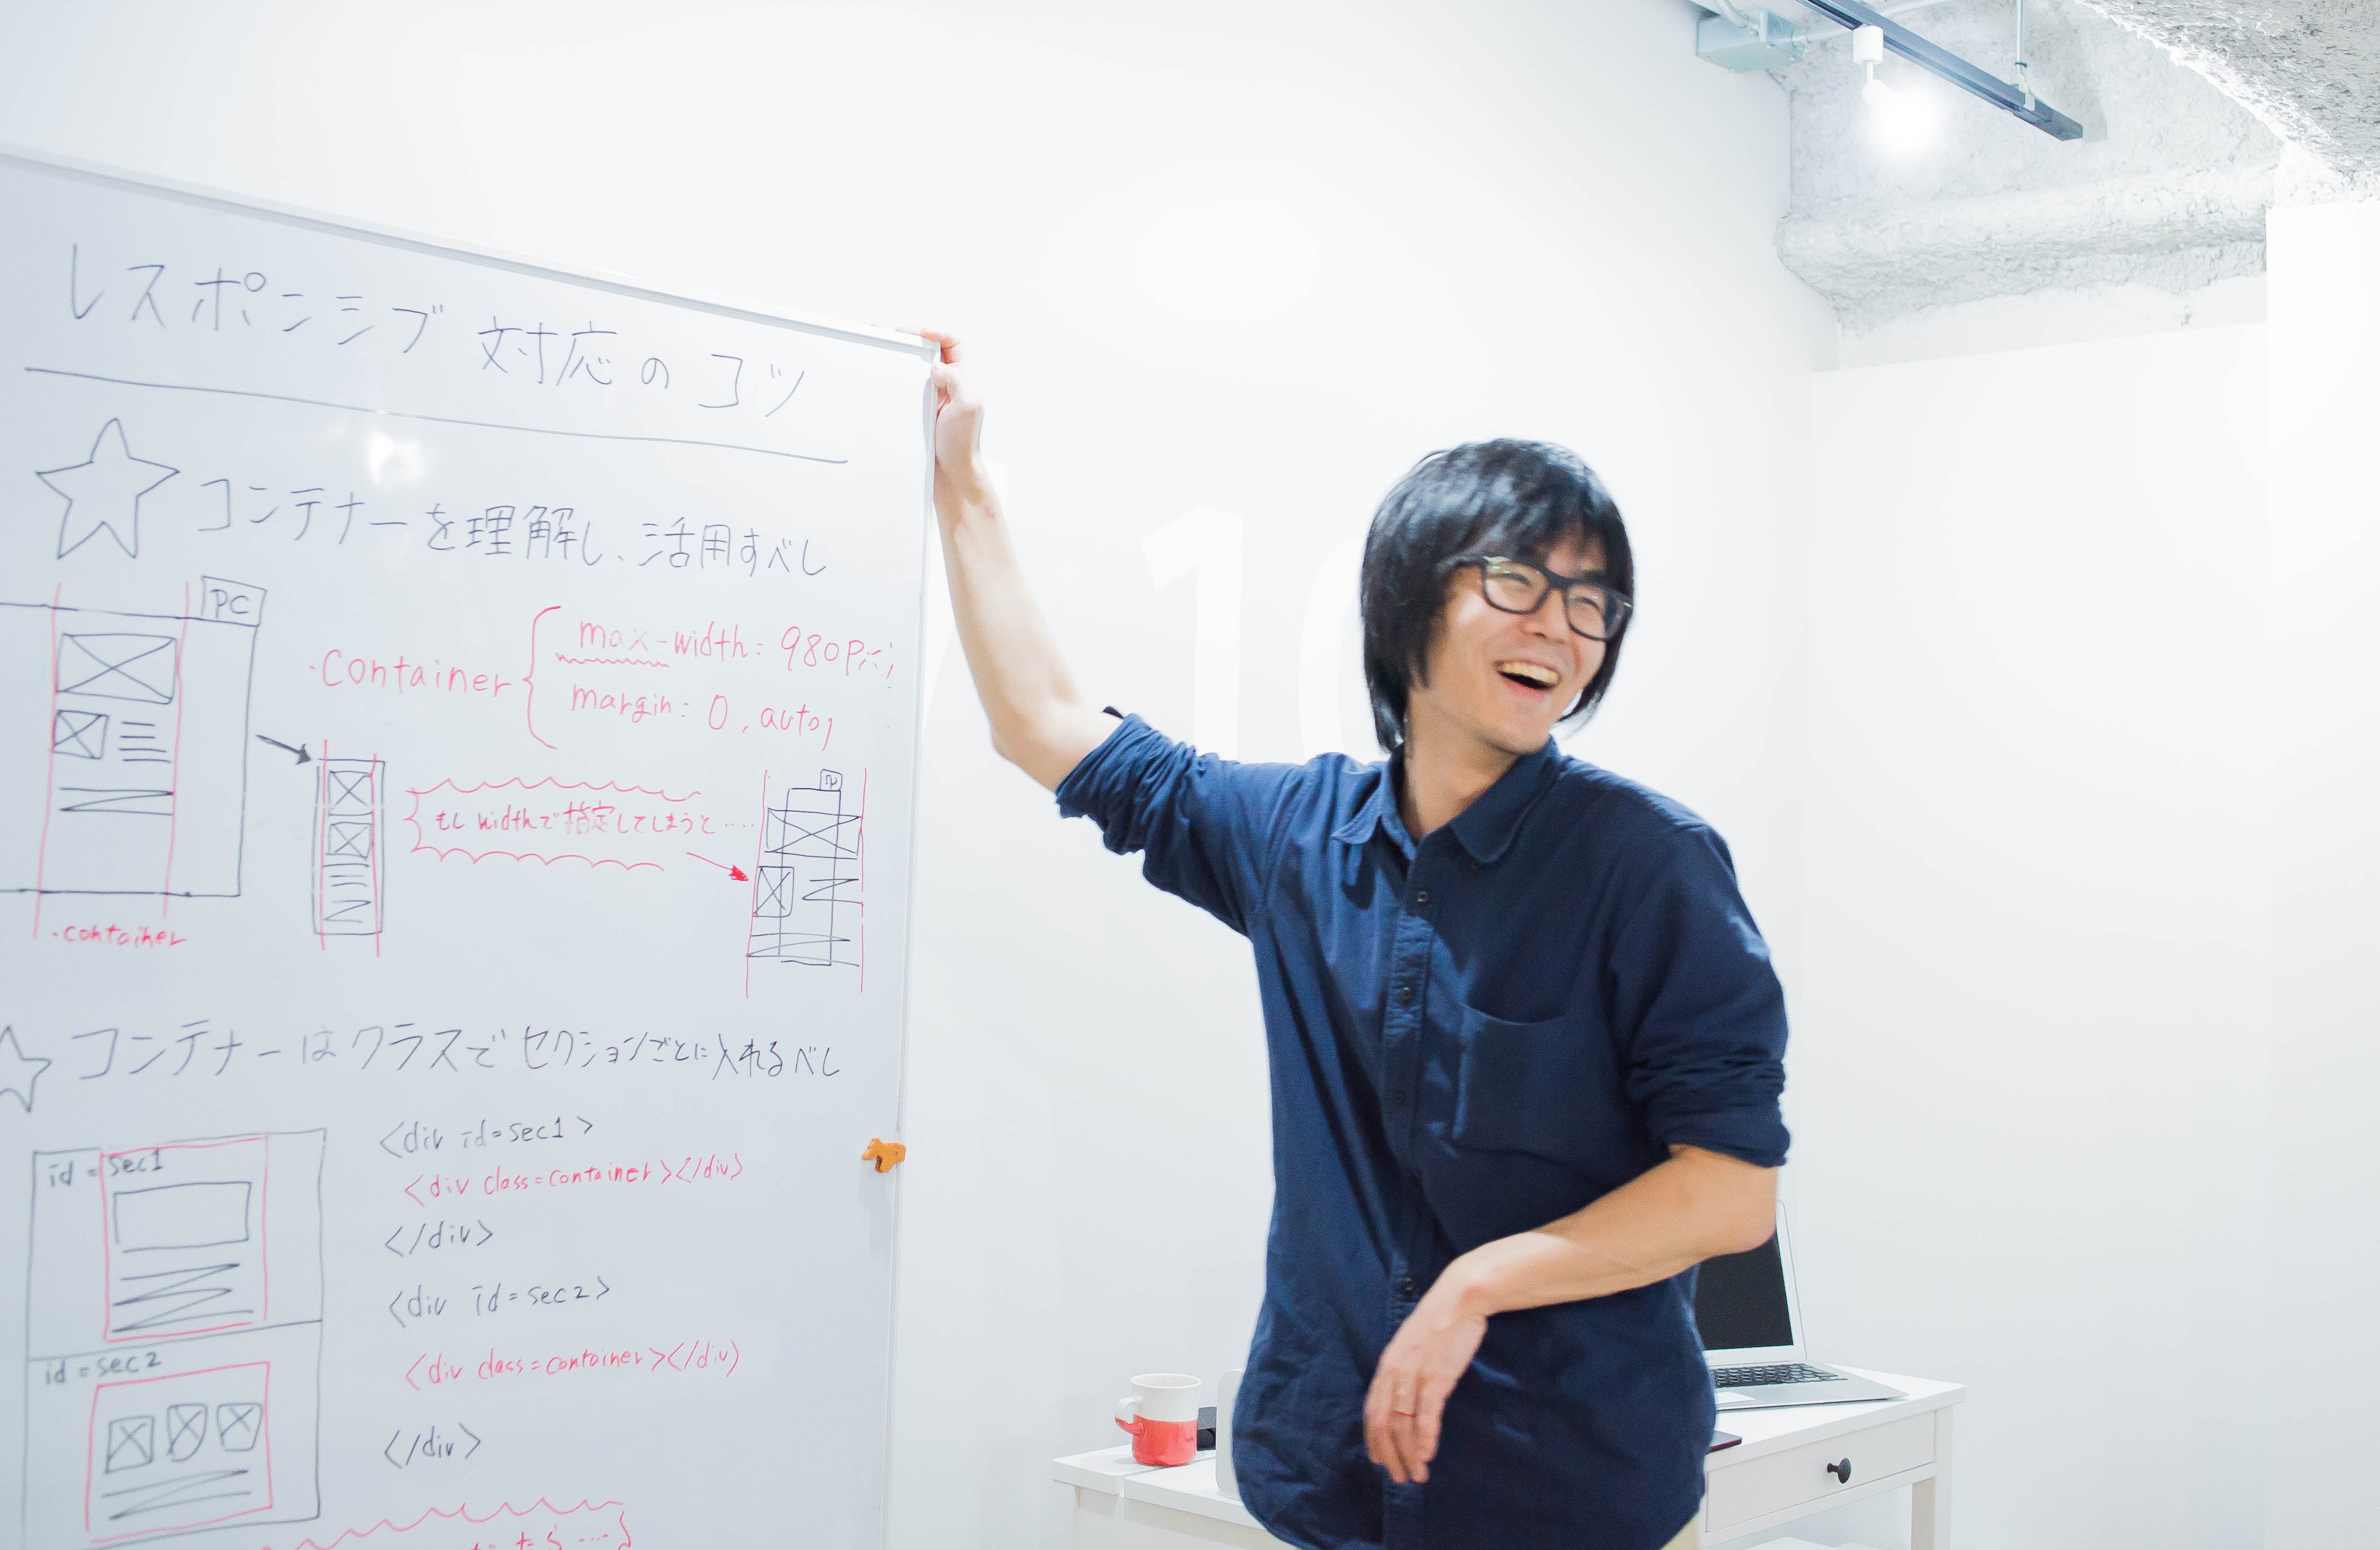 レスポンシブ対応のコツ
コンテナーを理解し、活用すべし
PC
.container { max-width: 980px;
margin: 0, auto;
もしwidthで指定してしまうと....
.container
コンテナーはクラスでセクションごとに入れるべし
id=sec1
<div id=sec1>
<div class=container></div>
</div>
<div id=sec2>
id=sec2
<div class=container></div>
</div>